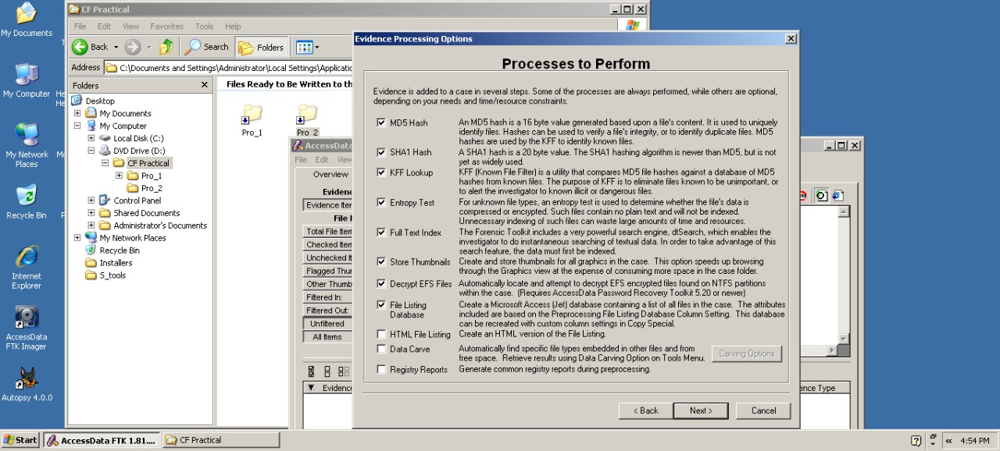 My Documents
My Computer
My Network
Places
Recycle Bin
Internet
Explorer
AccessData
FTK Imager
Autopsy 4.0.0
CF Practical
File Edit View Favorites Tools Help
Back Search Folders
Address C:\Documents and Settings\Administrator\Local Settings\Applicatio
Folders
Desktop
My Documents
My Computer
Local Disk (C:)
DVD Drive (D:)
CF Practical
Pro_1
Pro_2
Control Panel
Shared Documents
Administrator's Documents
My Network Places
Recycle Bin
Installers
S_tools
Files Ready to Be Written to th
Pro_1
Pro_2
AccessData
File Edit View
Overview
Evidenc
Evidence Item
File I
Total File Item
Checked Item
Unchecked It
Flagged Thun
Other Thumb
Filtered In:
Filtered Out:
Unfiltered
All Items
Evidence
ence Type
Evidence Processing Options
Processes to Perform
Evidence is added to a case in several steps. Some of the processes are always performed, while others are optional,
depending on your needs and time/resource constraints.
MD5 Hash
An MD5 hash is a 16 byte value generated based upon a file's content. It is used to uniquely
identify files. Hashes can be used to verify a file's integrity, or to identify duplicate files. MD5
hashes are used by the KFF to identify known files.
SHA1 Hash
A SHA1 hash is a 20 byte value. The SHA1 hashing algorithm is newer than MD5, but is not
yet as widely used.
KFF Lookup
KFF (Known File Filter) is a utility that compares MD5 file hashes against a database of MD5
hashes from known files. The purpose of KFF is to eliminate files known to be unimportant, or
to alert the investigator to known illicit or dangerous files.
Entropy Test
For unknown file types, an entropy test is used to determine whether the file's data is
compressed or encrypted. Such files contain no plain text and will not be indexed.
Unnecessary indexing of such files can waste large amounts of time and resources.
Full Text Index
The Forensic Toolkit includes a very powerful search engine, dtSearch, which enables the
investigator to do instantaneous searching of textual data. In order to take advantage of this
search feature, the data must first be indexed.
Store Thumbnails
Create and store thumbnails for all graphics in the case. This option speeds up browsing
through the Graphics view at the expense of consuming more space in the case folder.
Decrypt EFS Files
Automatically locate and attempt to decrypt EFS encrypted files found on NTFS partitions
within the case. (Requires AccessData Password Recovery Toolkit 5.20 or newer)
File Listing
Database
Create a Microsoft Access (Jet) database containing a list of all files in the case. The attributes
included are based on the Preprocessing File Listing Database Column Setting. This database
can be recreated with custom column settings in Copy Special.
HTML File Listing
Create an HTML version of the File Listing.
Data Carve
Automatically find specific file types embedded in other files and from
free space. Retrieve results using Data Carving Option on Tools Menu.
Carving Options
Registry Reports
Generate common registry reports during preprocessing.
< Back Next > Cancel
Start AccessData FTK 1.81.... CF Practical 4:54 PM